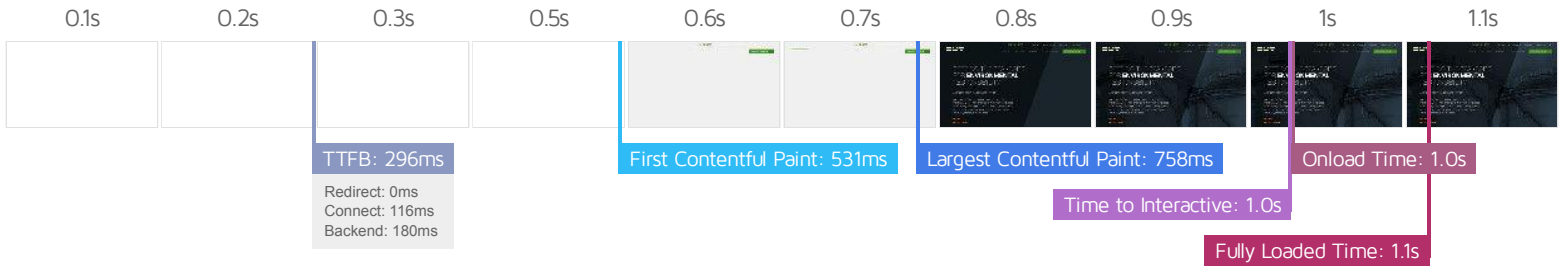 0.1s 0.2s 0.3s 0.5s 0.6s 0.7s 0.8s 0.9s 1s 1.1s
ENVIRONMENTAL
TTFB: 296ms
Redirect: 0ms
Connect: 116ms
Backend: 180ms
First Contentful Paint: 531ms
Largest Contentful Paint: 758ms
Onload Time: 1.0s
Time to Interactive: 1.0s
Fully Loaded Time: 1.1s